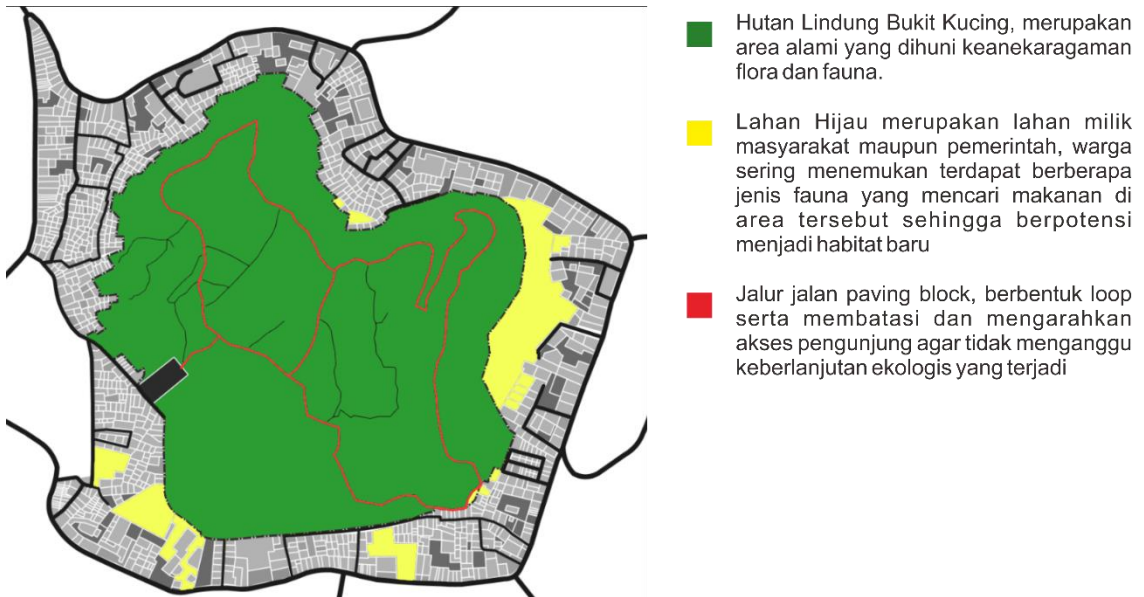 Hutan Lindung Bukit Kucing, merupakan
area alami yang dihuni keanekaragaman
flora dan fauna.
Lahan Hijau merupakan lahan milik
masyarakat maupun pemerintah, warga
sering menemukan terdapat berberapa
jenis fauna yang mencari makanan di
area tersebut sehingga berpotensi
menjadi habitat baru
Jalur jalan paving block, berbentuk loop
serta membatasi dan mengarahkan
akses pengunjung agar tidak menganggu
keberlanjutan ekologis yang terjadi